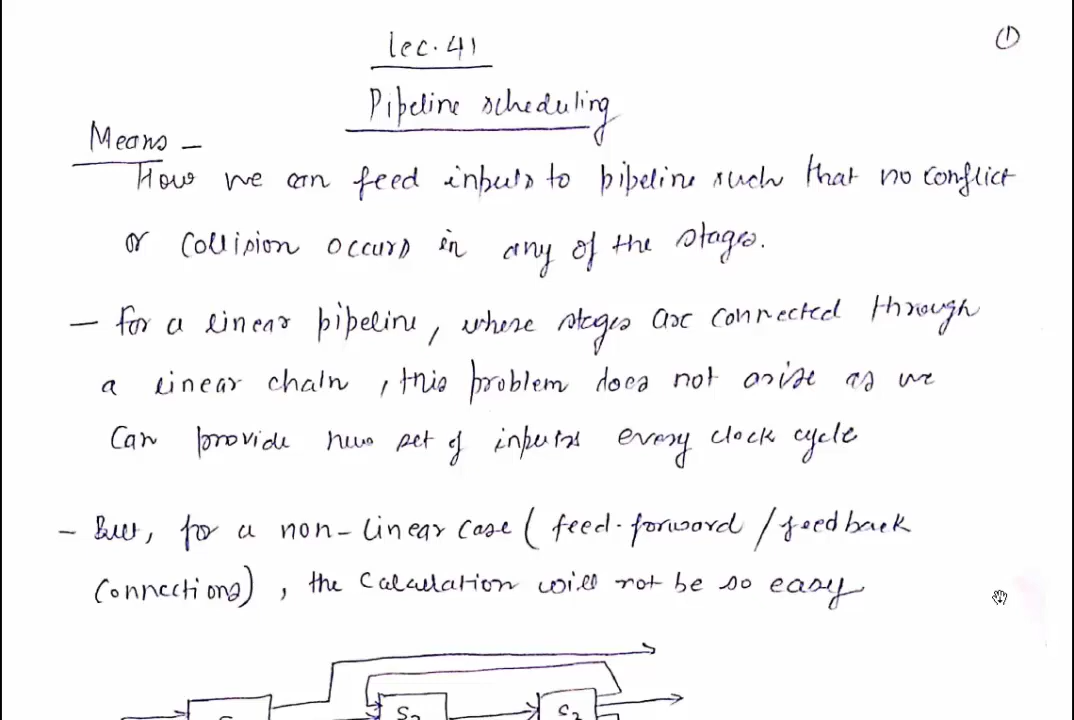 lec. 41
①
Pipeline scheduling
Means –
How we can feed inputs to pipeline such that no conflict
or collision occurs in any of the stages.
– for a linear pipeline, where stages are connected through
a linear chain, this problem does not arise as we
can provide new set of inputs every clock cycle
– But, for a non-linear case (feed-forward / feedback
connections), the calculation will not be so easy
S2